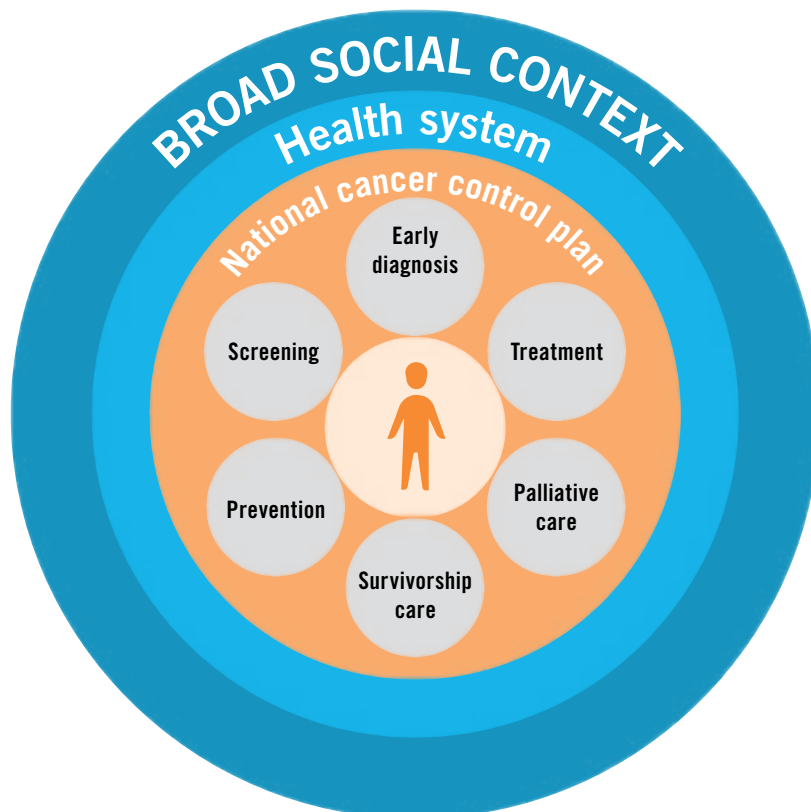 BROAD SOCIAL CONTEXT
Health system
National cancer control plan
Early
diagnosis
Screening
Treatment
Prevention
Palliative
care
Survivorship
care